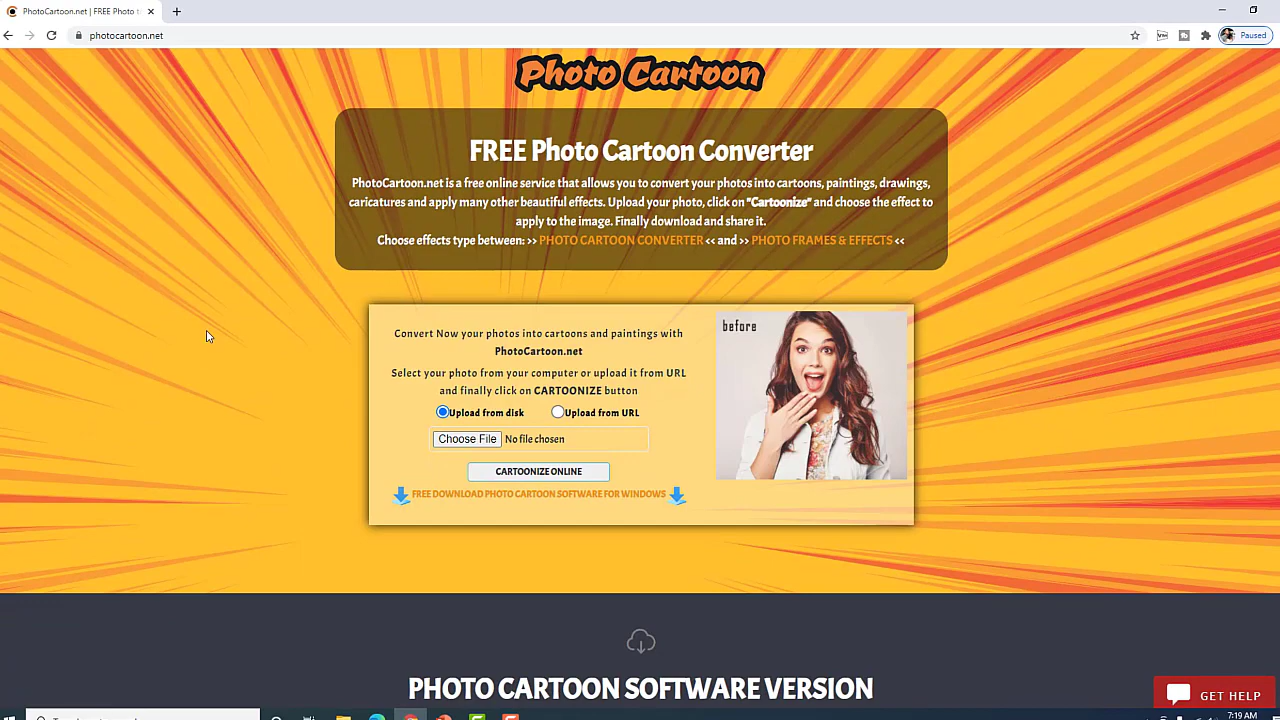 PhotoCartoon.net | FREE Photo t
photocartoon.net
Paused
Photo Cartoon
FREE Photo Cartoon Converter
PhotoCartoon.net is a free online service that allows you to convert your photos into cartoons, paintings, drawings,
caricatures and apply many other beautiful effects. Upload your photo, click on "Cartoonize" and choose the effect to
apply to the image. Finally download and share it.
Choose effects type between: >> PHOTO CARTOON CONVERTER << and >> PHOTO FRAMES & EFFECTS <<
Convert Now your photos into cartoons and paintings with
PhotoCartoon.net
Select your photo from your computer or upload it from URL
and finally click on CARTOONIZE button
Upload from disk Upload from URL
Choose File No file chosen
CARTOONIZE ONLINE
FREE DOWNLOAD PHOTO CARTOON SOFTWARE FOR WINDOWS
before
PHOTO CARTOON SOFTWARE VERSION
GET HELP
7:19 AM